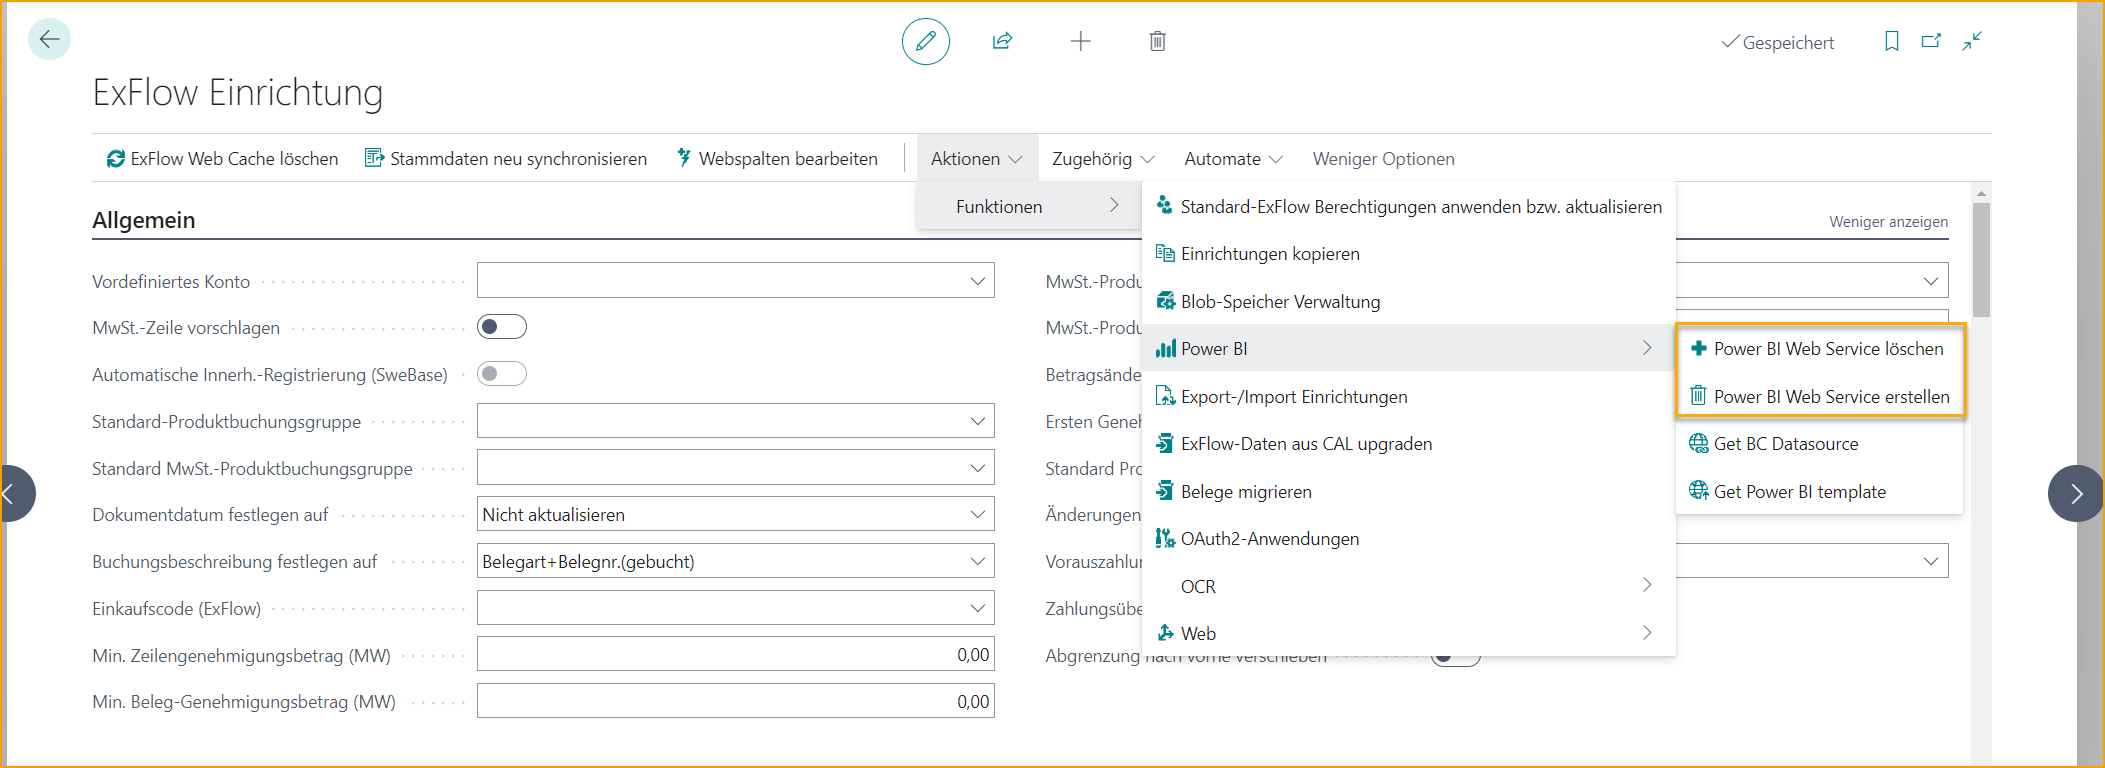 Gespeichert
ExFlow Einrichtung
ExFlow Web Cache löschen
Stammdaten neu synchronisieren
Webspalten bearbeiten
Aktionen
Zugehörig
Automate
Weniger Optionen
Funktionen
Standard-ExFlow Berechtigungen anwenden bzw. aktualisieren
Einrichtungen kopieren
Blob-Speicher Verwaltung
Power BI
Export-/Import Einrichtungen
ExFlow-Daten aus CAL upgraden
Belege migrieren
OAuth2-Anwendungen
OCR
Web
Power BI Web Service löschen
Power BI Web Service erstellen
Get BC Datasource
Get Power BI template
Allgemein
Weniger anzeigen
Vordefiniertes Konto
MwSt.-Zeile vorschlagen
Automatische Innerh.-Registrierung (SweBase)
Standard-Produktbuchungsgruppe
Standard MwSt.-Produktbuchungsgruppe
Dokumentdatum festlegen auf
Nicht aktualisieren
Buchungsbeschreibung festlegen auf
Belegart+Belegnr.(gebucht)
Einkaufscode (ExFlow)
Min. Zeilengenehmigungsbetrag (MW)
0,00
Min. Beleg-Genehmigungsbetrag (MW)
0,00
MwSt.-Produ
MwSt.-Produ
Betragsände
Ersten Geneh
Standard Pro
Änderungen
Vorauszahlun
Zahlungsübe
Abgrenzung nach vorne verschieben